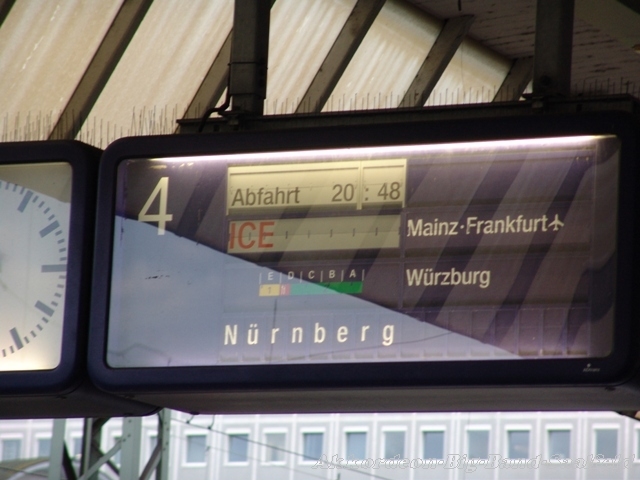 4
Abfahrt 20:48
ICE Mainz·Frankfurt✈
E D C B A Würzburg
Nürnberg